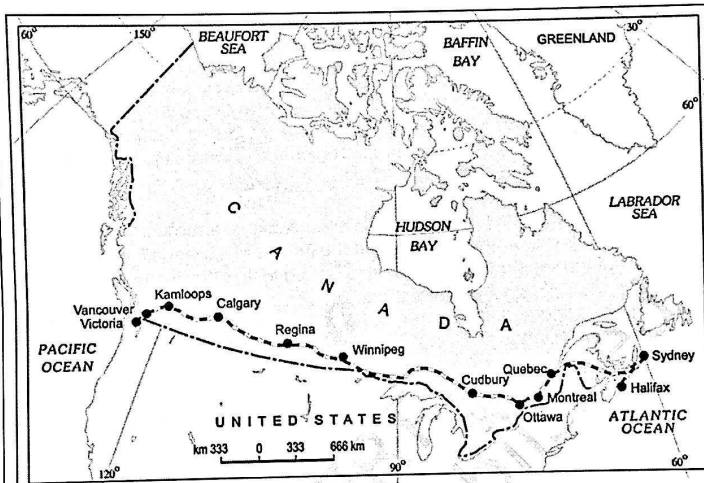 60°
150°
BEAUFORT
SEA
BAFFIN
BAY
GREENLAND
30°
60°
LABRADOR
SEA
HUDSON
BAY
C A N A D A
Kamloops
Calgary
Vancouver
Victoria
Regina
Winnipeg
PACIFIC
OCEAN
Sydney
Quebec
Cudbury
Halifax
Montreal
Ottawa
ATLANTIC
OCEAN
UNITED STATES
km 333 0 333 666 km
120°
90°
60°